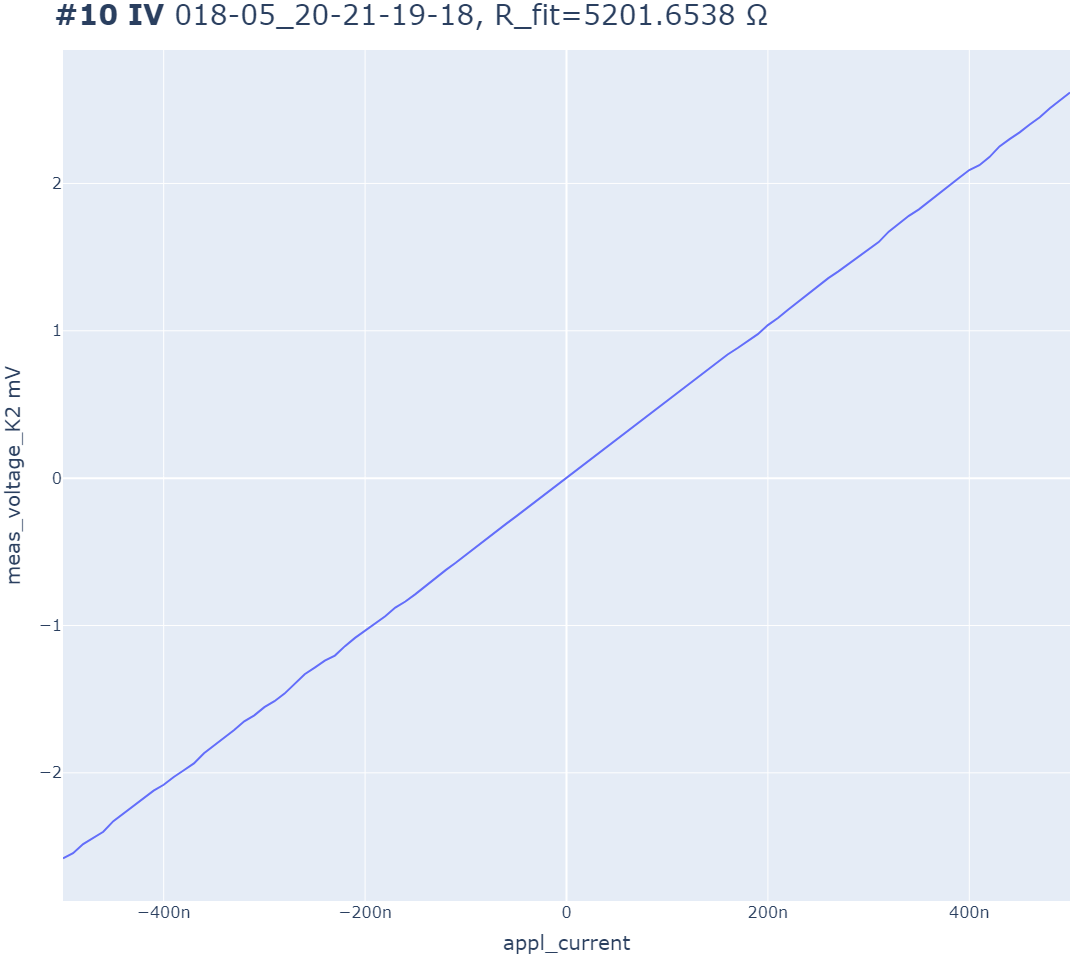 #10 IV 018-05_20-21-19-18, R_fit=5201.6538 Ω
meas_voltage_K2 mV
2
1
0
−1
−2
−400n
−200n
0
200n
400n
appl_current